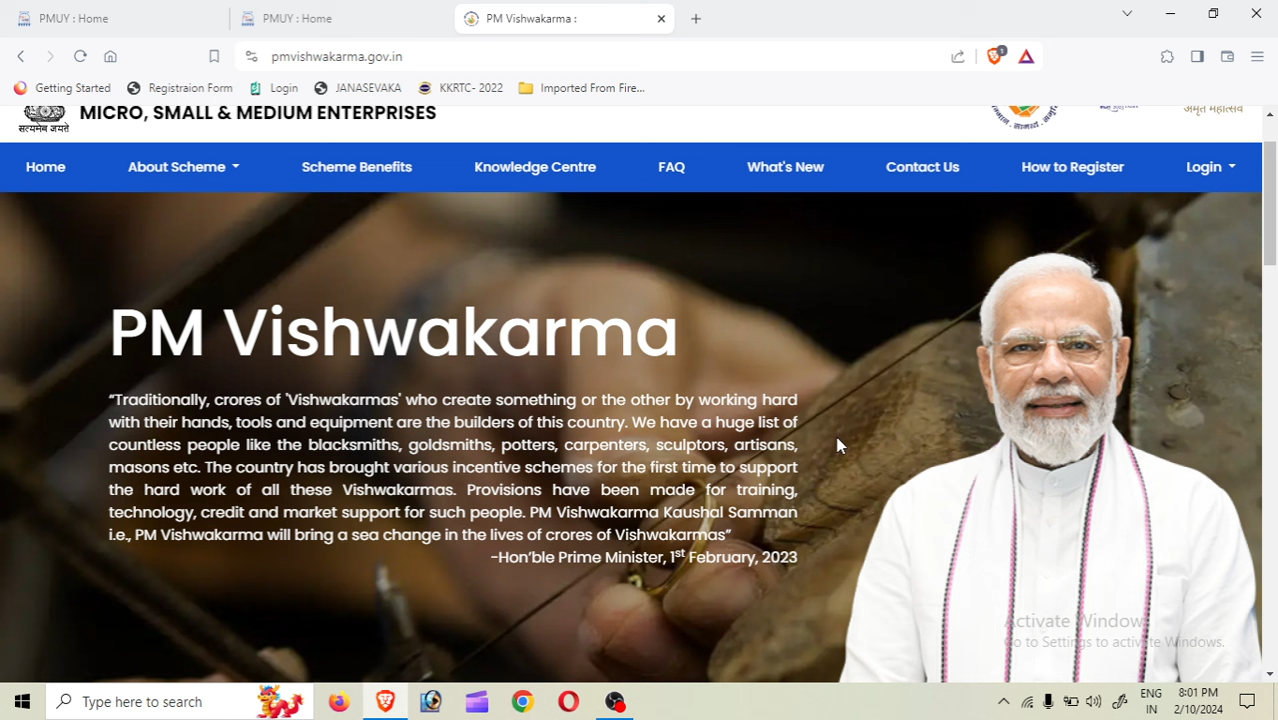 PMUY : Home
PMUY : Home
PM Vishwakarma :
pmvishwakarma.gov.in
1
Getting Started
Registraion Form
Login
JANASEVAKA
KKRTC- 2022
Imported From Fire...
सत्यमेव जयते
MICRO, SMALL & MEDIUM ENTERPRISES
अमृत महोत्सव
Home
About Scheme
Scheme Benefits
Knowledge Centre
FAQ
What's New
Contact Us
How to Register
Login
PM Vishwakarma
“Traditionally, crores of 'Vishwakarmas' who create something or the other by working hard
with their hands, tools and equipment are the builders of this country. We have a huge list of
countless people like the blacksmiths, goldsmiths, potters, carpenters, sculptors, artisans,
masons etc. The country has brought various incentive schemes for the first time to support
the hard work of all these Vishwakarmas. Provisions have been made for training,
technology, credit and market support for such people. PM Vishwakarma Kaushal Samman
i.e., PM Vishwakarma will bring a sea change in the lives of crores of Vishwakarmas”
-Hon’ble Prime Minister, 1st February, 2023
Activate Windows
Go to Settings to activate Windows.
Type here to search
ENG
IN
8:01 PM
2/10/2024